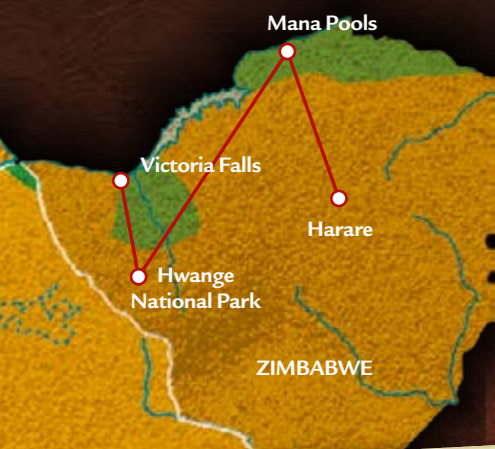 Mana Pools
Victoria Falls
Harare
Hwange
National Park
ZIMBABWE